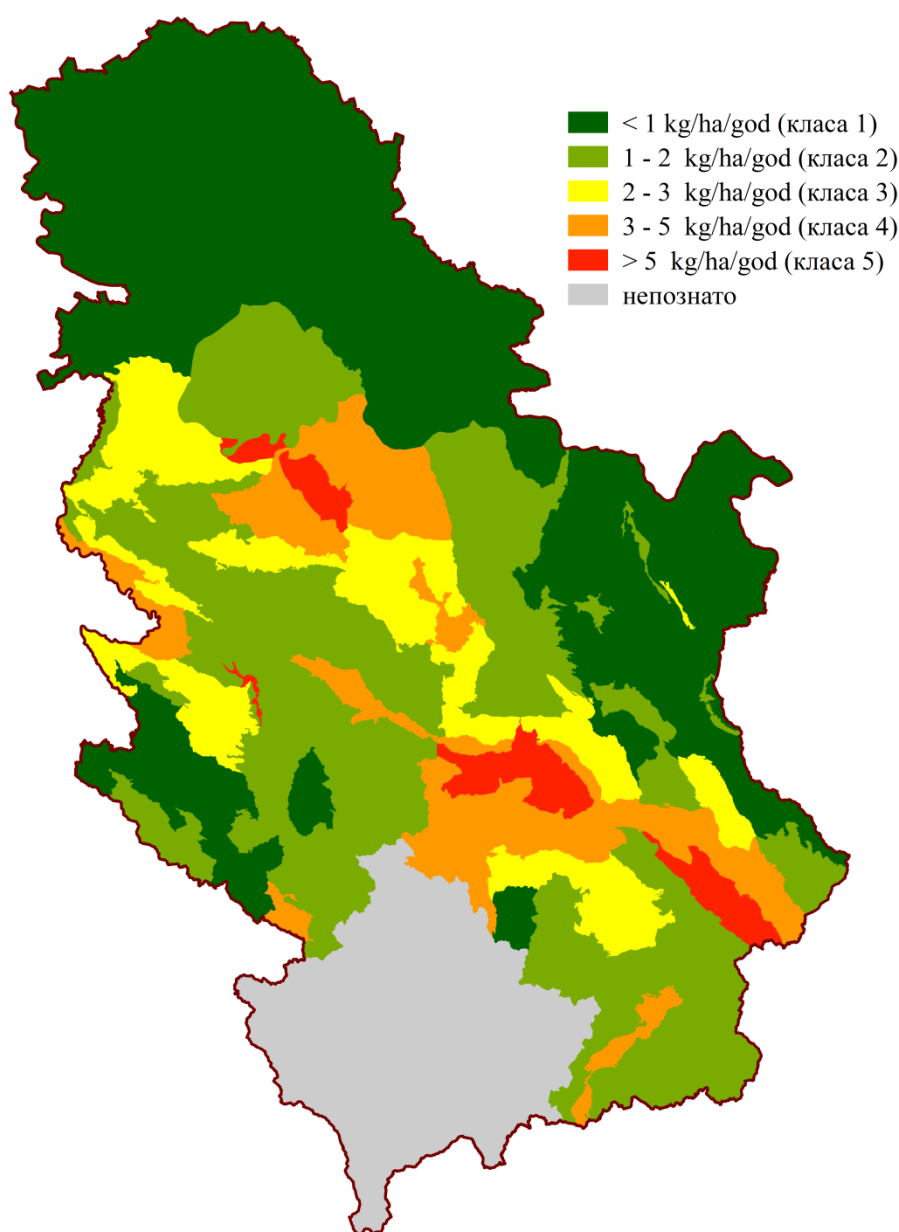 < 1 kg/ha/god (класа 1)
1 - 2 kg/ha/god (класа 2)
2 - 3 kg/ha/god (класа 3)
3 - 5 kg/ha/god (класа 4)
> 5 kg/ha/god (класа 5)
непознато